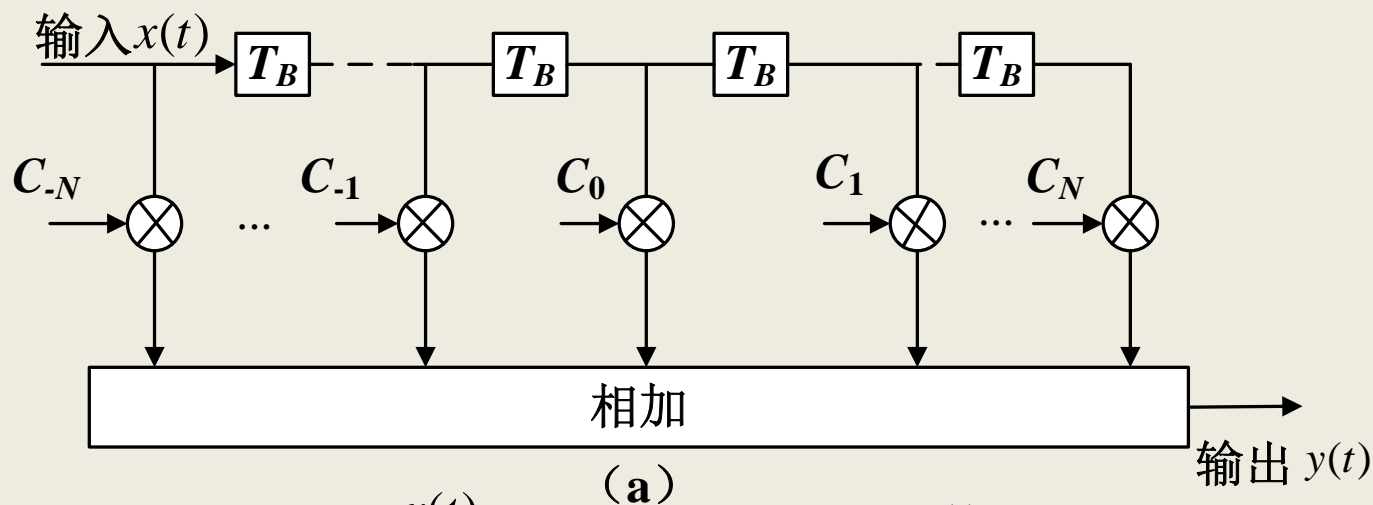 输入x(t)
T_B T_B T_B T_B
C_-N C_-1 C_0 C_1 C_N
... ...
相加
输出 y(t)
（a）